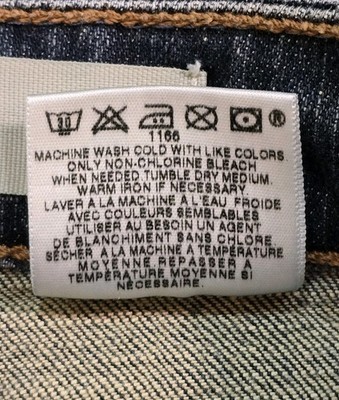 30 ®
1166
MACHINE WASH COLD WITH LIKE COLORS
ONLY NON-CHLORINE BLEACH
WHEN NEEDED. TUMBLE DRY MEDIUM.
WARM IRON IF NECESSARY.
LAVER A LA MACHINE A L'EAU FROIDE
AVEC COULEURS SEMBLABLES
UTILISER AU BESOIN UN AGENT
DE BLANCHIMENT SANS CHLORE.
SÉCHER A LA MACHINE A TEMPÉRATURE
MOYENNE. REPASSER A
TEMPÉRATURE MOYENNE SI
NÉCESSAIRE.